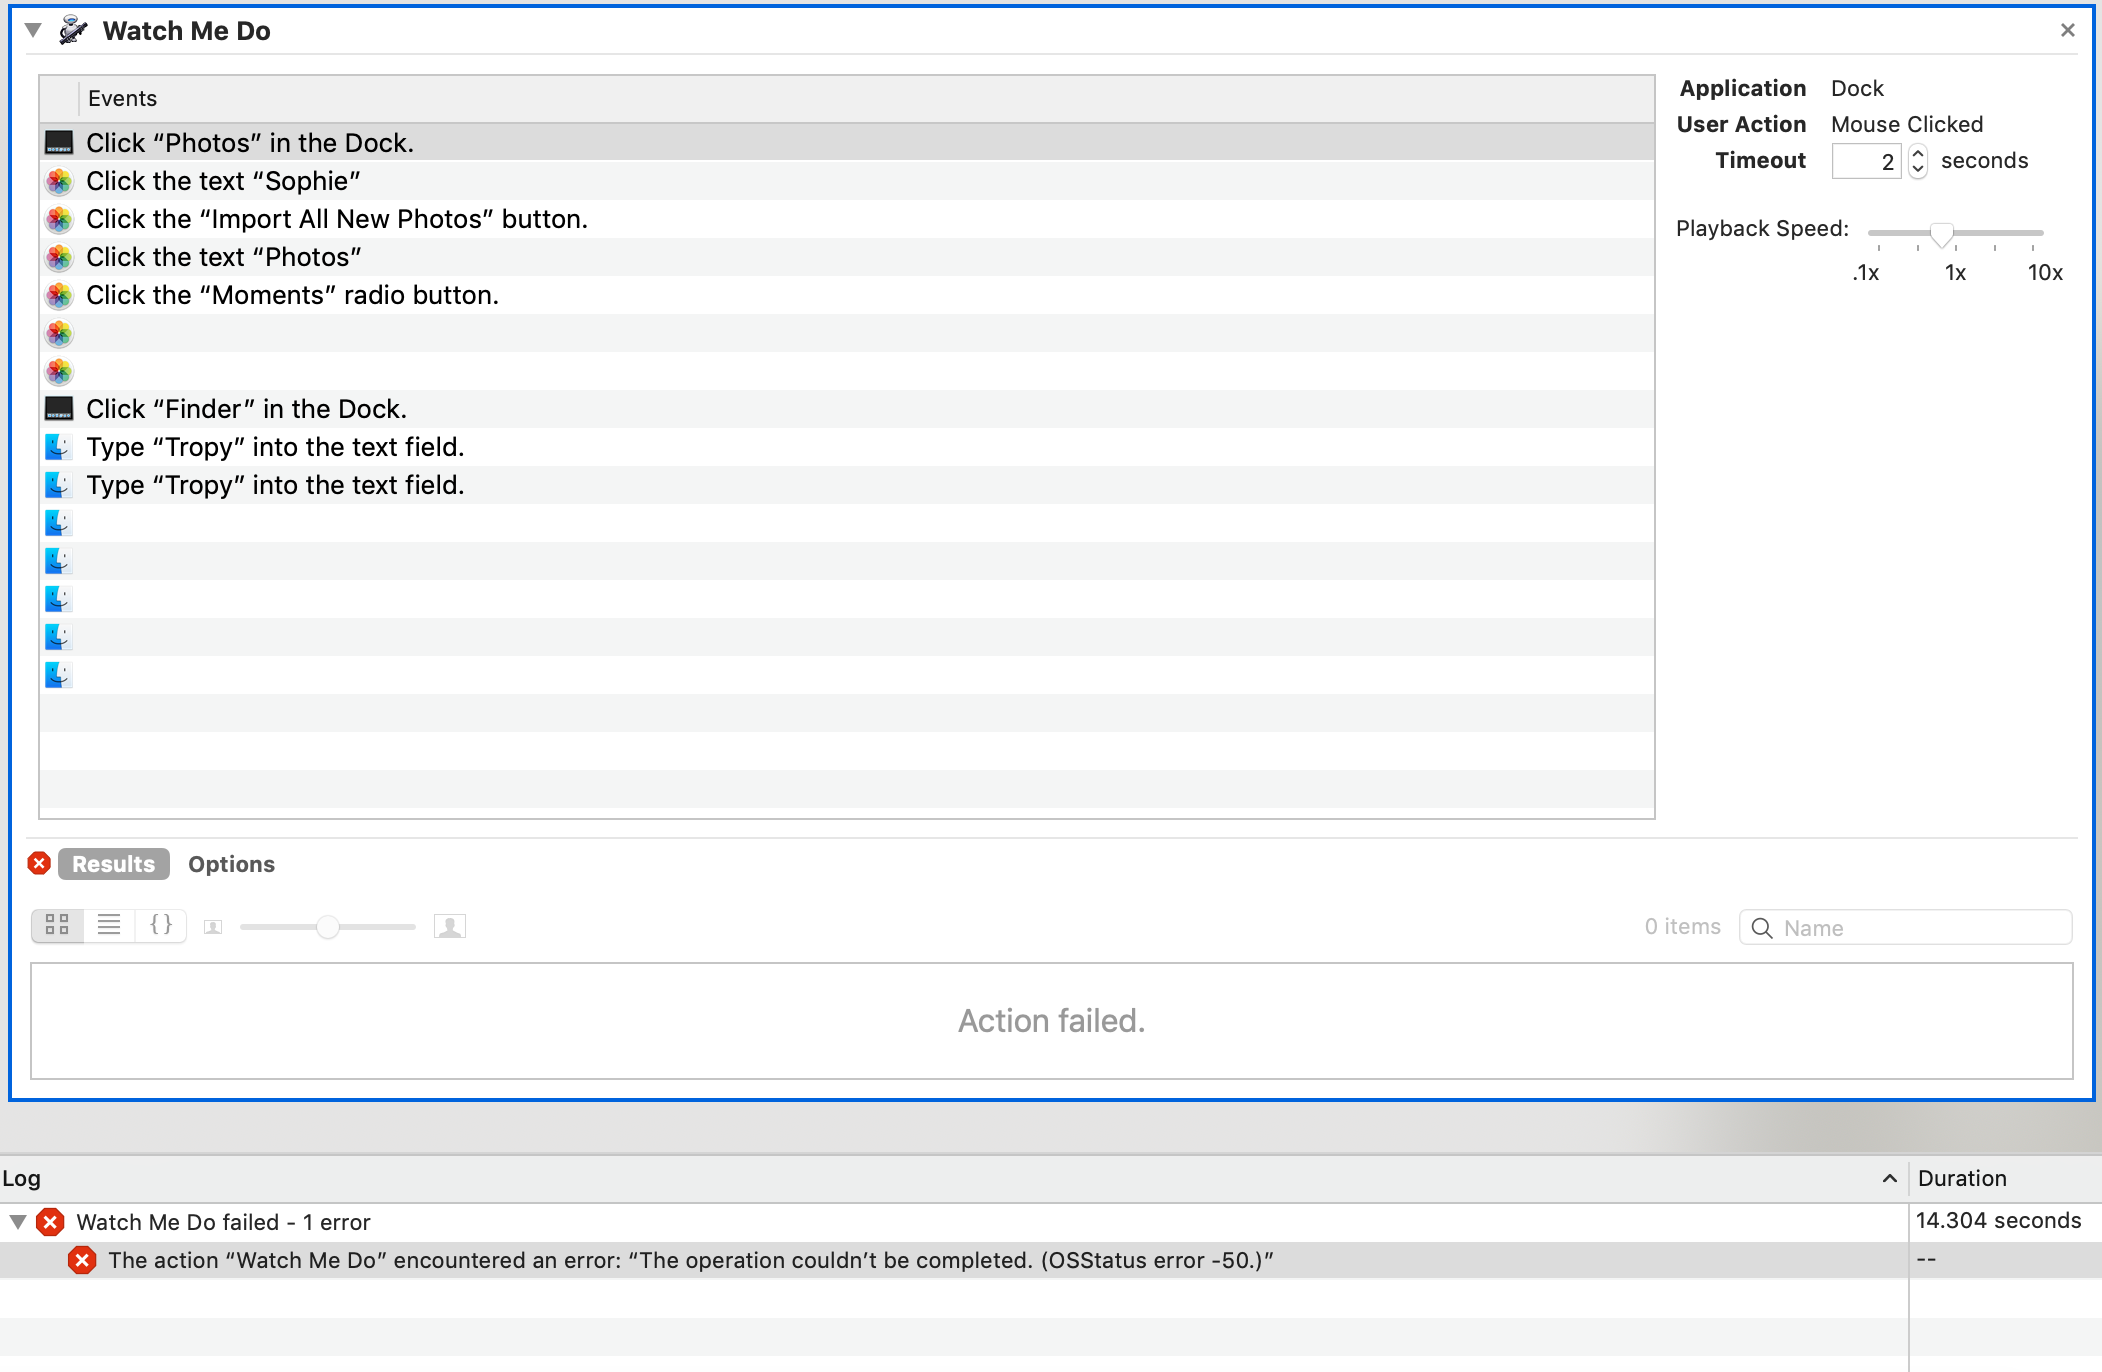 Watch Me Do
Events
Click “Photos” in the Dock.
Click the text “Sophie”
Click the “Import All New Photos” button.
Click the text “Photos”
Click the “Moments” radio button.
Click “Finder” in the Dock.
Type “Tropy” into the text field.
Type “Tropy” into the text field.
Application Dock
User Action Mouse Clicked
Timeout 2 seconds
Playback Speed:
.1x 1x 10x
Results Options
{} 0 items Name
Action failed.
Log Duration
Watch Me Do failed - 1 error 14.304 seconds
The action “Watch Me Do” encountered an error: “The operation couldn’t be completed. (OSStatus error -50.)” --